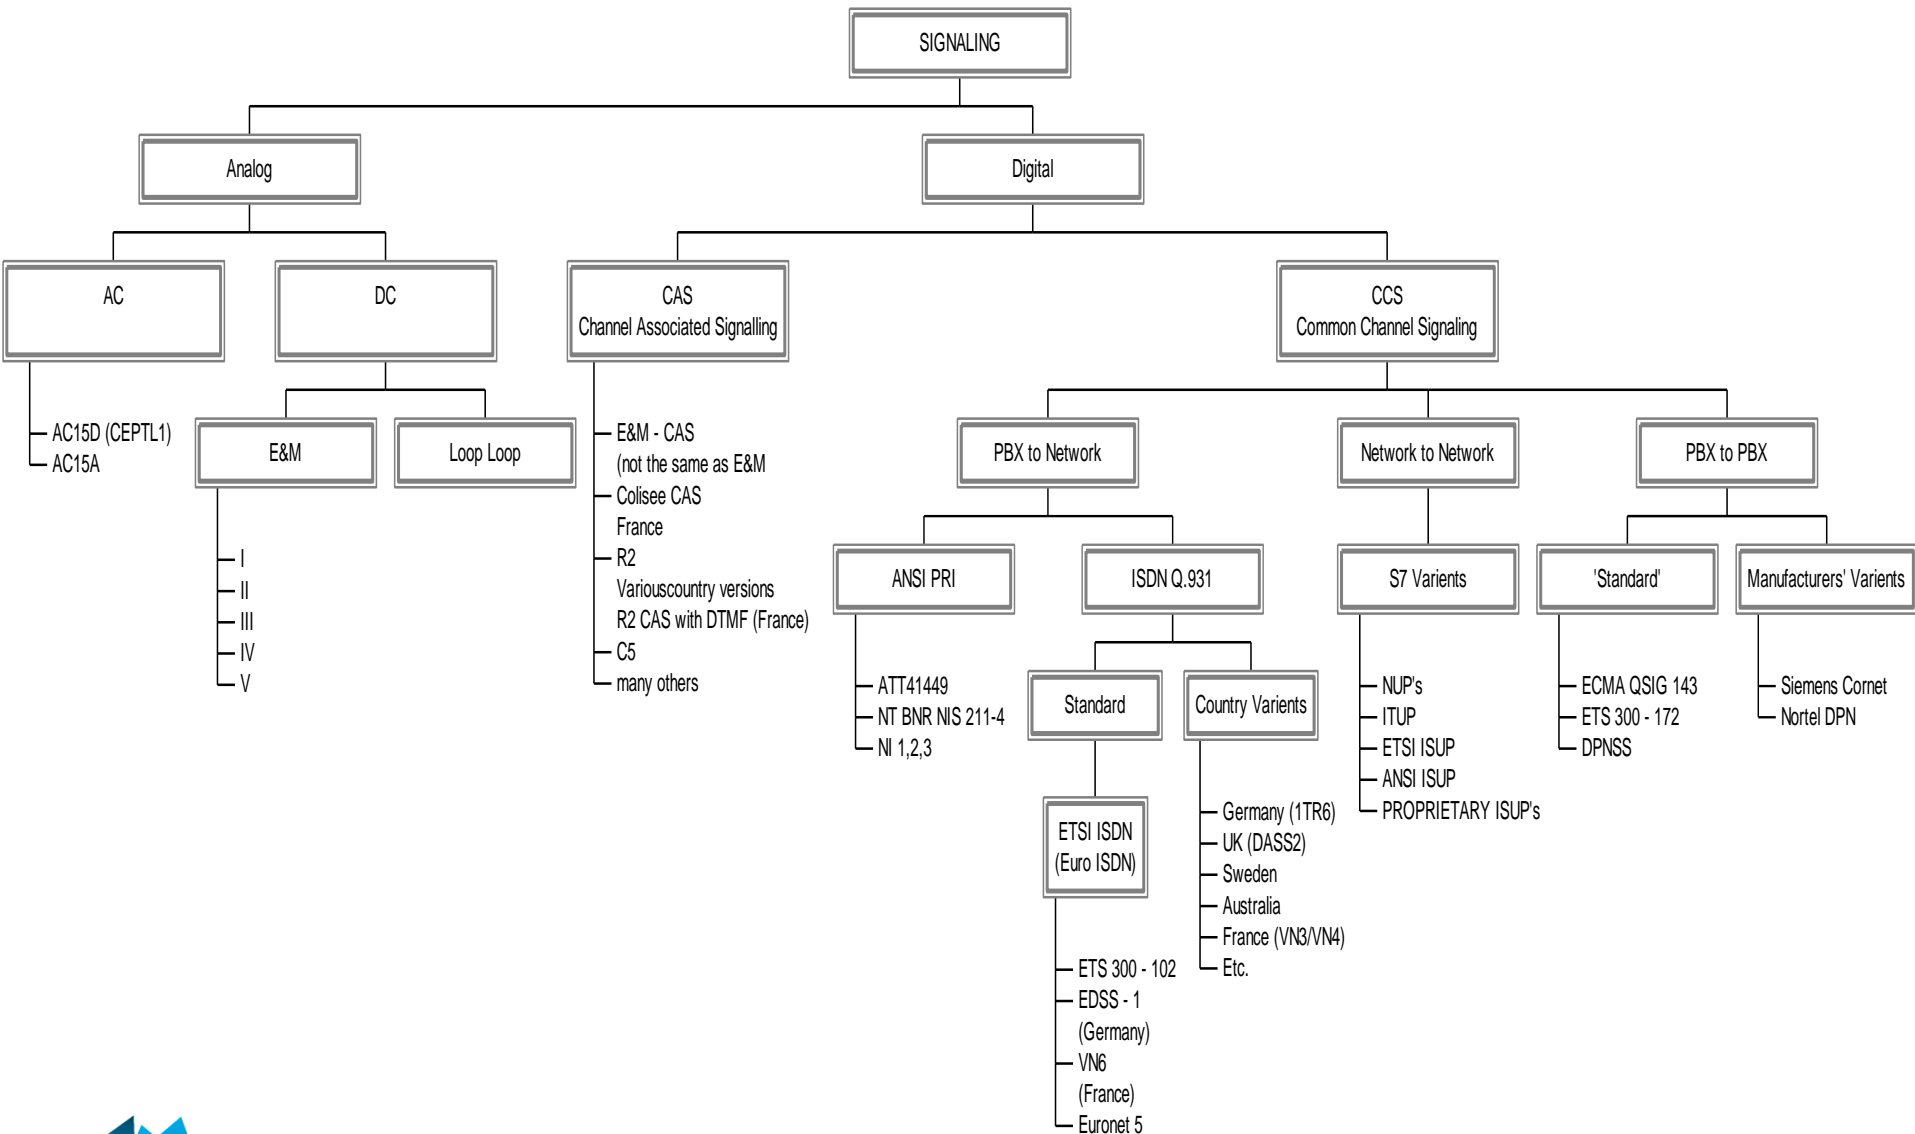 SIGNALING
Analog
Digital
AC
DC
CAS
Channel Associated Signalling
CCS
Common Channel Signaling
AC15D (CEPTL1)
AC15A
E&M
Loop Loop
I
II
III
IV
V
E&M - CAS
(not the same as E&M
Colisee CAS
France
R2
Variouscountry versions
R2 CAS with DTMF (France)
C5
many others
PBX to Network
Network to Network
PBX to PBX
ANSI PRI
ISDN Q.931
S7 Varients
'Standard'
Manufacturers' Varients
ATT41449
NT BNR NIS 211-4
NI 1,2,3
Standard
Country Varients
ETSI ISDN
(Euro ISDN)
ETS 300 - 102
EDSS - 1
(Germany)
VN6
(France)
Euronet 5
Germany (1TR6)
UK (DASS2)
Sweden
Australia
France (VN3/VN4)
Etc.
NUP's
ITUP
ETSI ISUP
ANSI ISUP
PROPRIETARY ISUP's
ECMA QSIG 143
ETS 300 - 172
DPNSS
Siemens Cornet
Nortel DPN